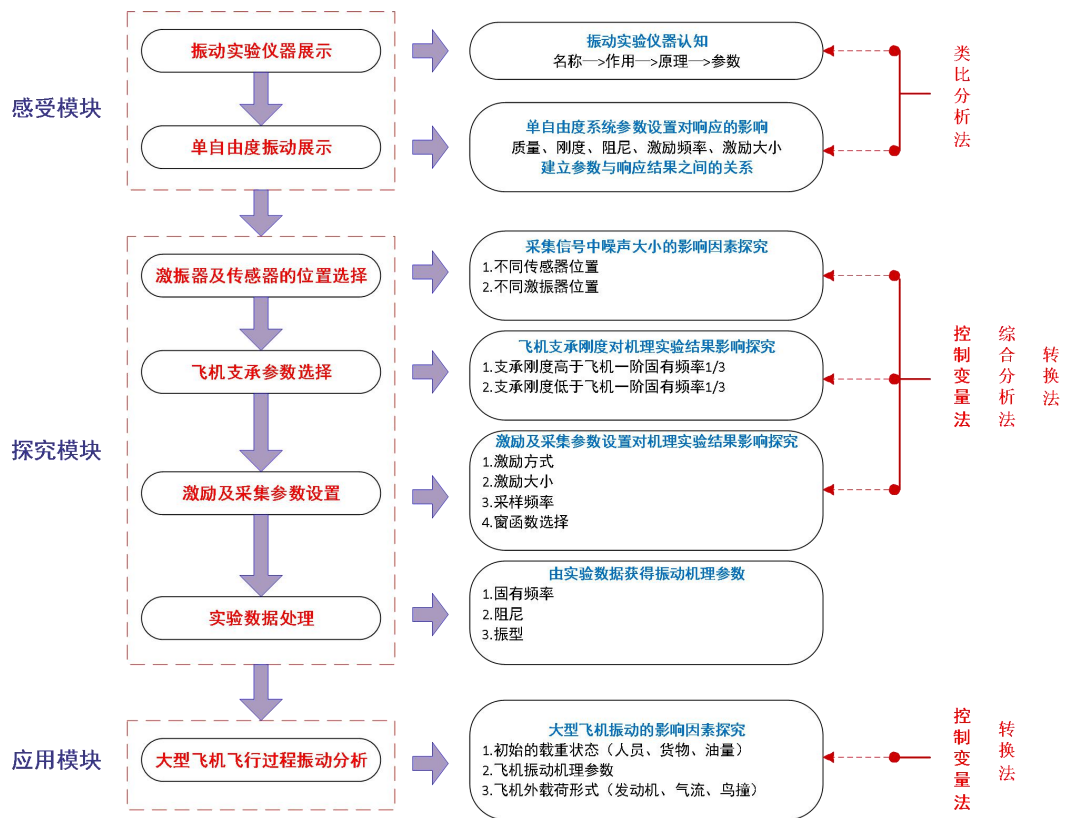 感受模块
振动实验仪器展示
振动实验仪器认知
名称—>作用—>原理—>参数
单自由度振动展示
单自由度系统参数设置对响应的影响
质量、刚度、阻尼、激励频率、激励大小
建立参数与响应结果之间的关系
类比分析法
探究模块
激振器及传感器的位置选择
采集信号中噪声大小的影响因素探究
1.不同传感器位置
2.不同激振器位置
飞机支承参数选择
飞机支承刚度对机理实验结果影响探究
1.支承刚度高于飞机一阶固有频率1/3
2.支承刚度低于飞机一阶固有频率1/3
激励及采集参数设置
激励及采集参数设置对机理实验结果影响探究
1.激励方式
2.激励大小
3.采样频率
4.窗函数选择
实验数据处理
由实验数据获得振动机理参数
1.固有频率
2.阻尼
3.振型
控制变量法
综合分析法
转换法
应用模块
大型飞机飞行过程振动分析
大型飞机振动的影响因素探究
1.初始的载重状态（人员、货物、油量）
2.飞机振动机理参数
3.飞机外载荷形式（发动机、气流、鸟撞）
控制变量法
转换法